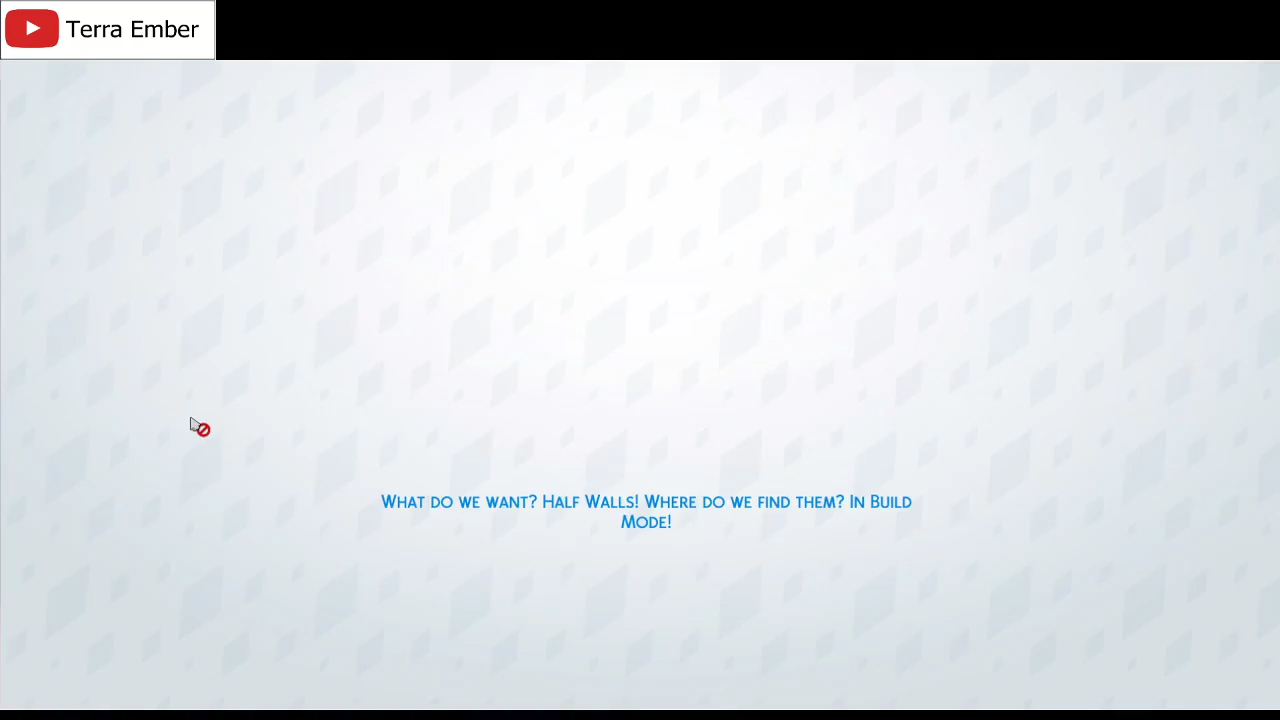 Terra Ember
What do we want? Half Walls! Where do we find them? In Build
Mode!